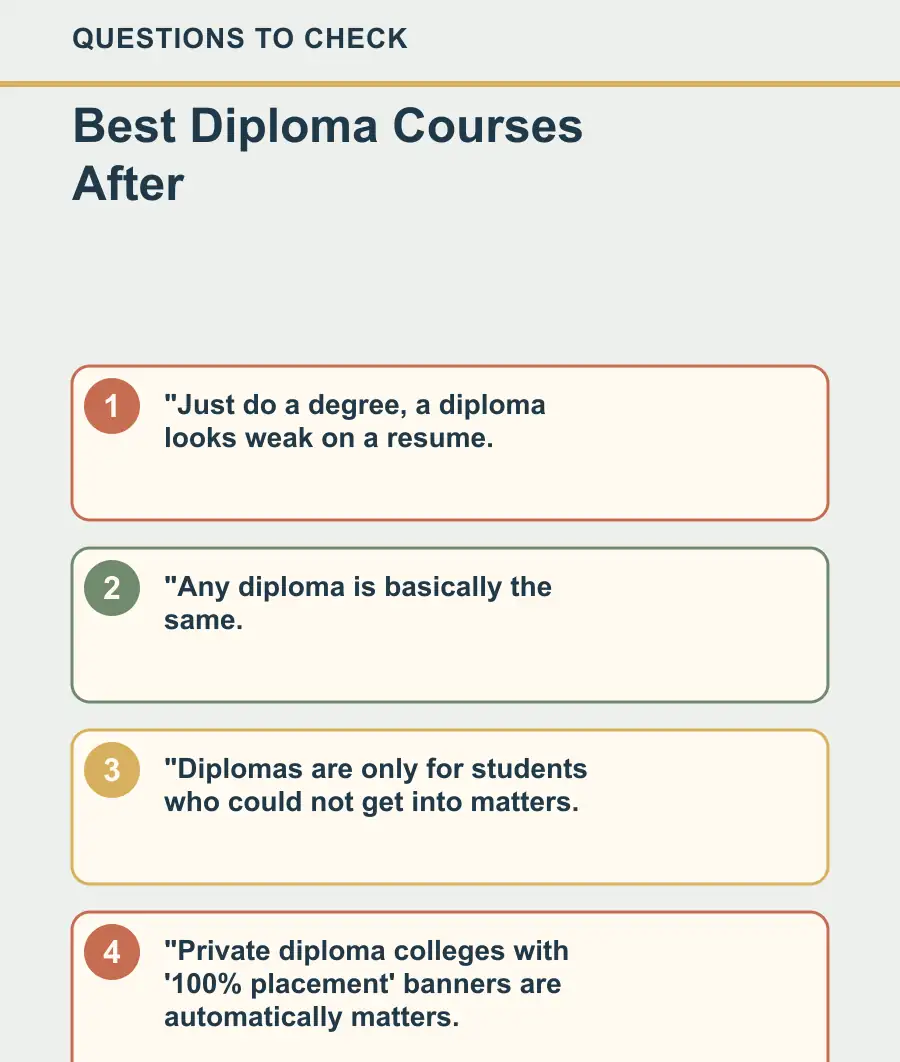 QUESTIONS TO CHECK
Best Diploma Courses
After
1
"Just do a degree, a diploma
looks weak on a resume.
2
"Any diploma is basically the
same.
3
"Diplomas are only for students
who could not get into matters.
4
"Private diploma colleges with
'100% placement' banners are
automatically matters.